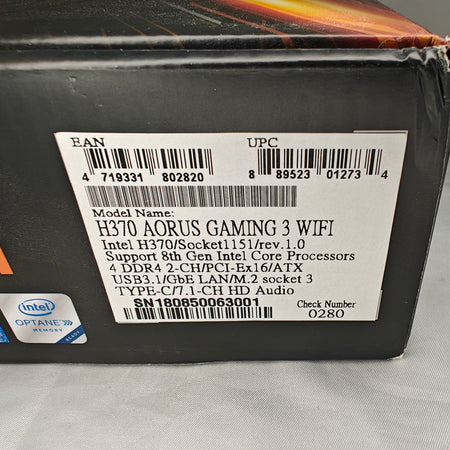 EAN
UPC
4 719331 802820
8 89523 01273 4
Model Name:
H370 AORUS GAMING 3 WIFI
Intel H370/Socket1151/rev.1.0
Support 8th Gen Intel Core Processors
4 DDR4 2-CH/PCI-Ex16/ATX
USB3.1/GbE LAN/M.2 socket 3
TYPE-C/7.1-CH HD Audio
SN180850063001
Check Number
0280
intel
OPTANE
MEMORY
READY